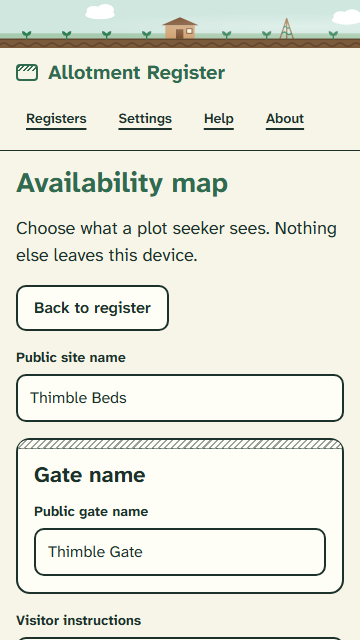 Allotment Register
Registers Settings Help About
Availability map
Choose what a plot seeker sees. Nothing
else leaves this device.
Back to register
Public site name
Thimble Beds
Gate name
Public gate name
Thimble Gate
Visitor instructions